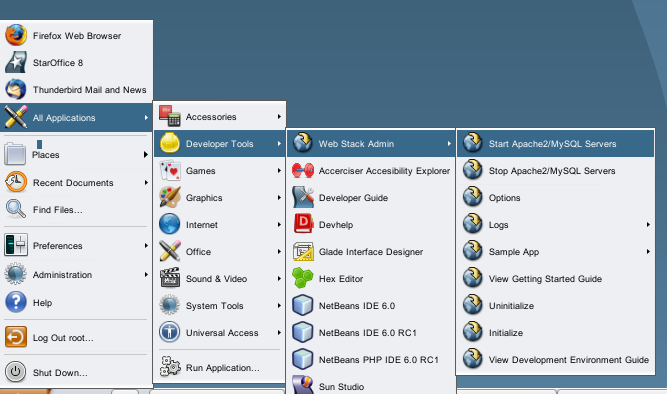 Firefox Web Browser
StarOffice 8
Thunderbird Mail and News
All Applications
Places
Recent Documents
Find Files...
Preferences
Administration
Help
Log Out root...
Shut Down...
Accessories
Developer Tools
Games
Graphics
Internet
Office
Sound & Video
System Tools
Universal Access
Run Application...
Web Stack Admin
Accerciser Accesibility Explorer
Developer Guide
Devhelp
Glade Interface Designer
Hex Editor
NetBeans IDE 6.0
NetBeans IDE 6.0 RC1
NetBeans PHP IDE 6.0 RC1
Sun Studio
Start Apache2/MySQL Servers
Stop Apache2/MySQL Servers
Options
Logs
Sample App
View Getting Started Guide
Uninitialize
Initialize
View Development Environment Guide